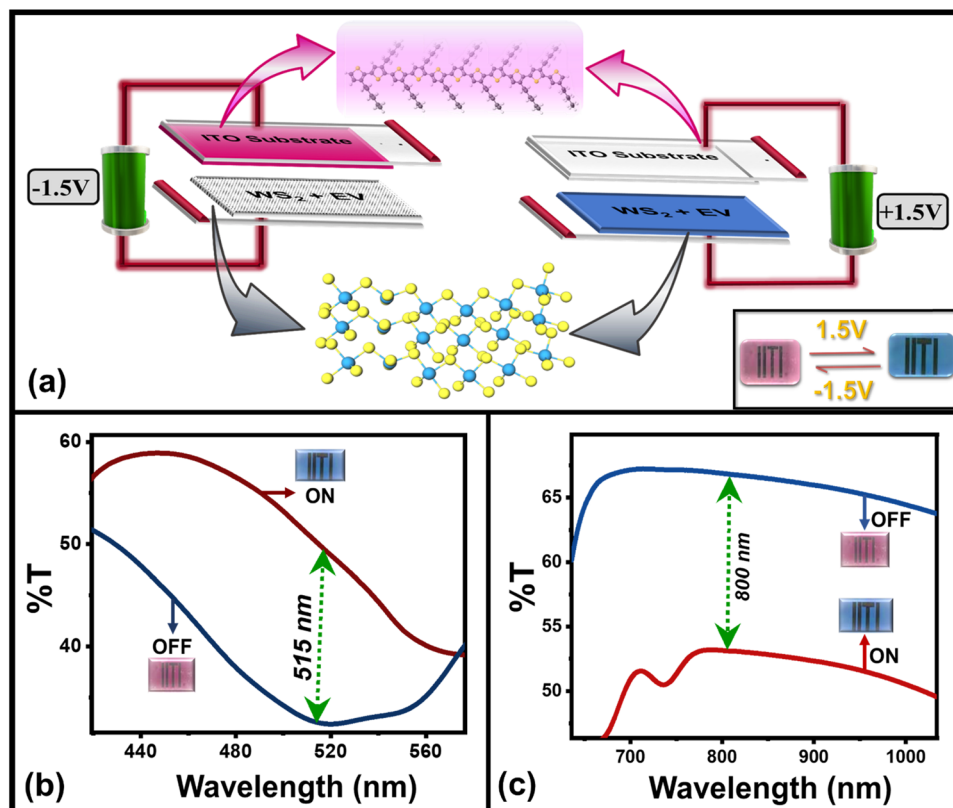 ITO Substrate
ITO Substrate
-1.5V
WS2 + EV
WS2 + EV
+1.5V
1.5V
IITI
IITI
-1.5V
(a)
60
50
40
%T
ON
IITI
515 nm
OFF
IITI
440
480
520
560
Wavelength (nm)
(b)
65
60
55
50
%T
OFF
IITI
800 nm
IITI
ON
700
800
900
1000
Wavelength (nm)
(c)